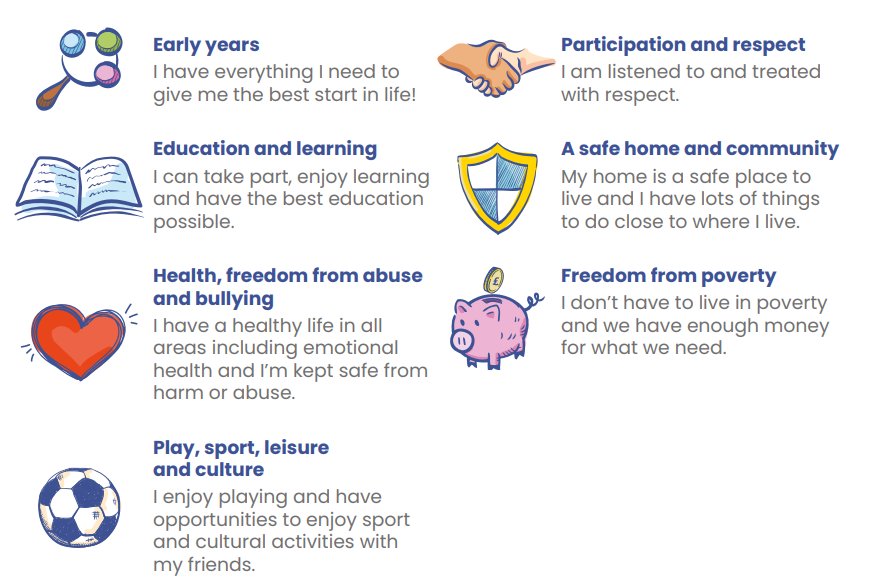 Early years
I have everything I need to
give me the best start in life!
Education and learning
I can take part, enjoy learning
and have the best education
possible.
Health, freedom from abuse
and bullying
I have a healthy life in all
areas including emotional
health and I’m kept safe from
harm or abuse.
Play, sport, leisure
and culture
I enjoy playing and have
opportunities to enjoy sport
and cultural activities with
my friends.
Participation and respect
I am listened to and treated
with respect.
A safe home and community
My home is a safe place to
live and I have lots of things
to do close to where I live.
£
Freedom from poverty
I don’t have to live in poverty
and we have enough money
for what we need.